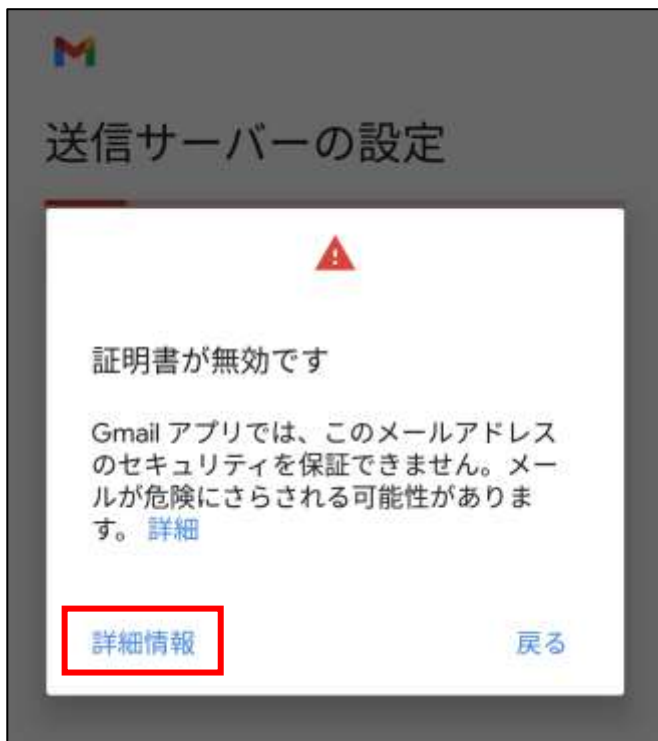 送信サーバーの設定
証明書が無効です
Gmail アプリでは、このメールアドレス
のセキュリティを保証できません。メー
ルが危険にさらされる可能性がありま
す。 詳細
詳細情報
戻る